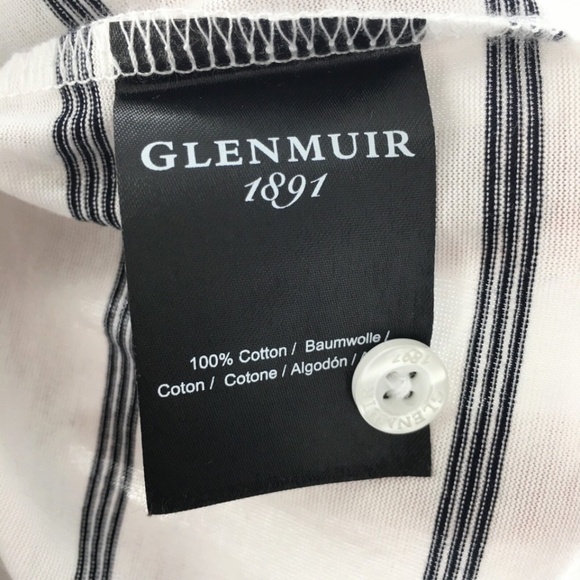 GLENMUIR
1891
100% Cotton / Baumwolle /
Coton / Cotone / Algodón /